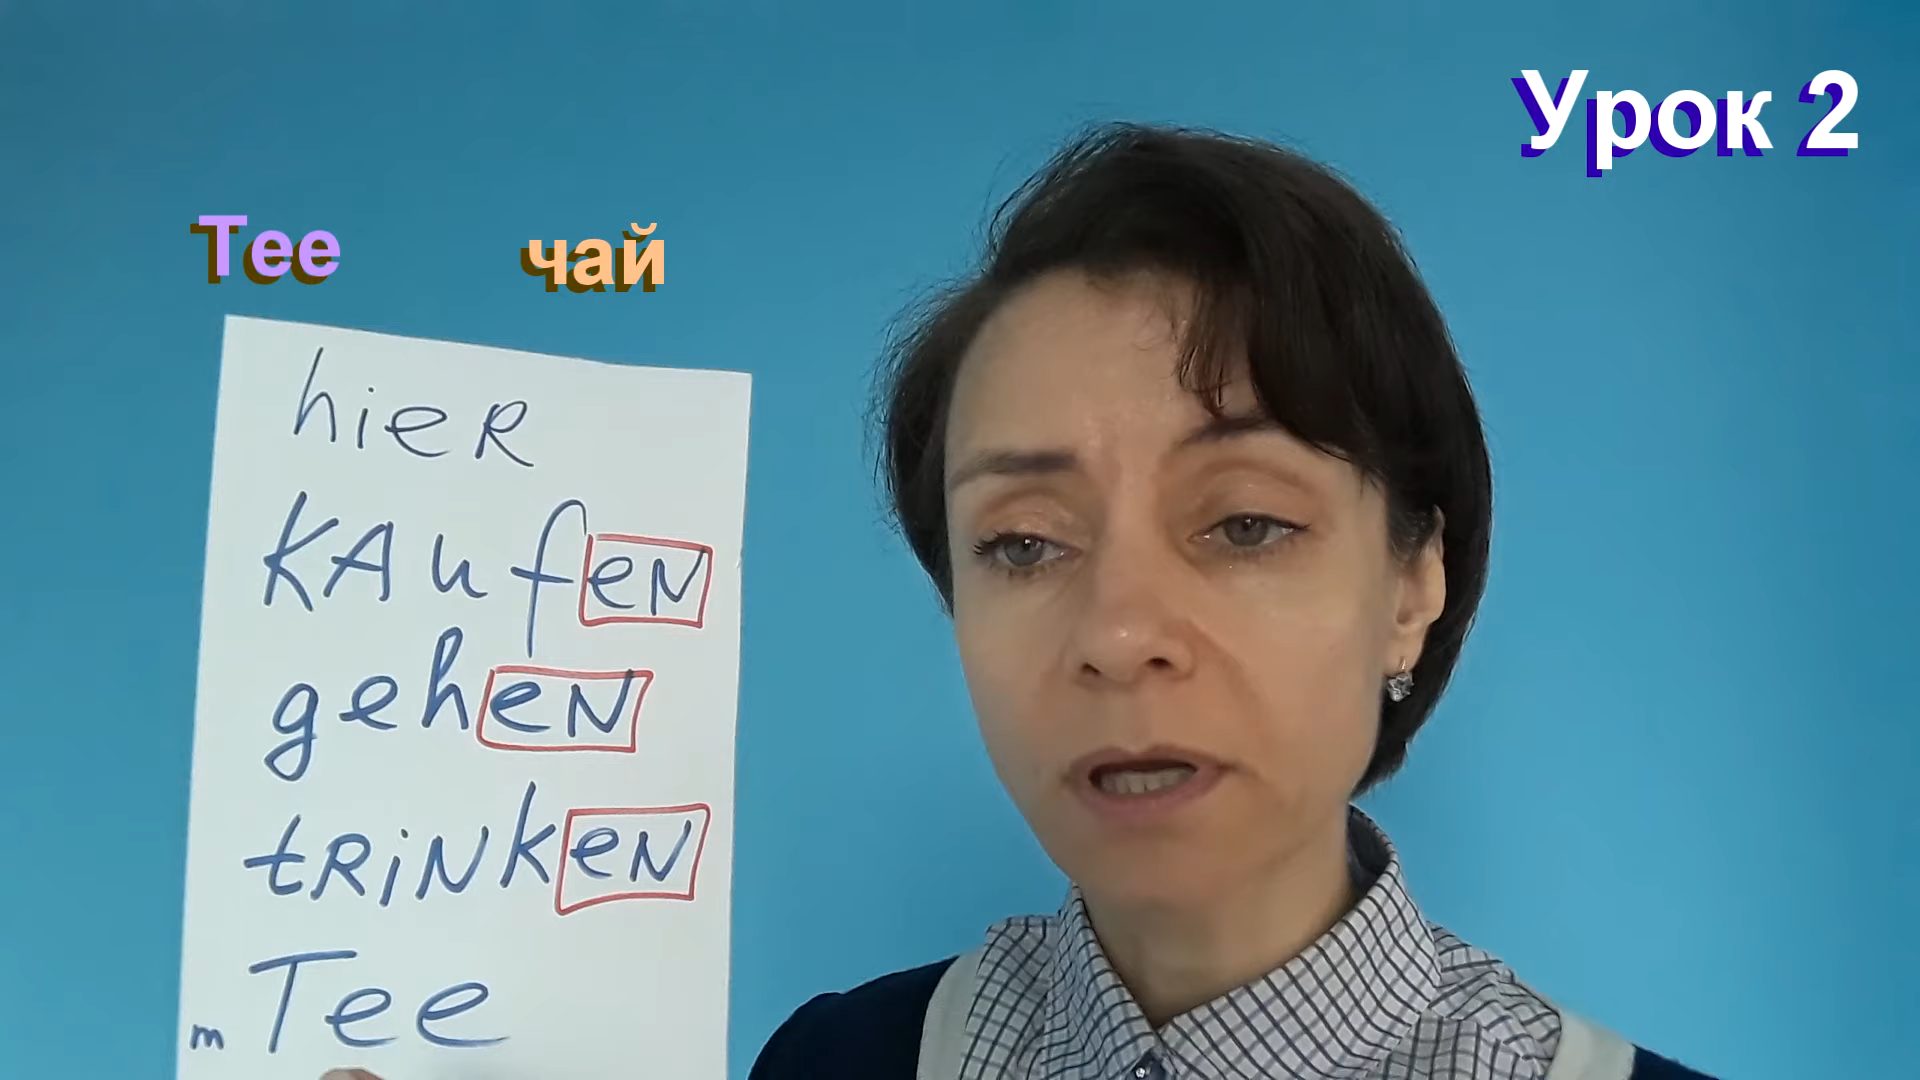 Урок 2
Tee чай
hieR
KAufeN
geheN
tRiNkeN
m Tee